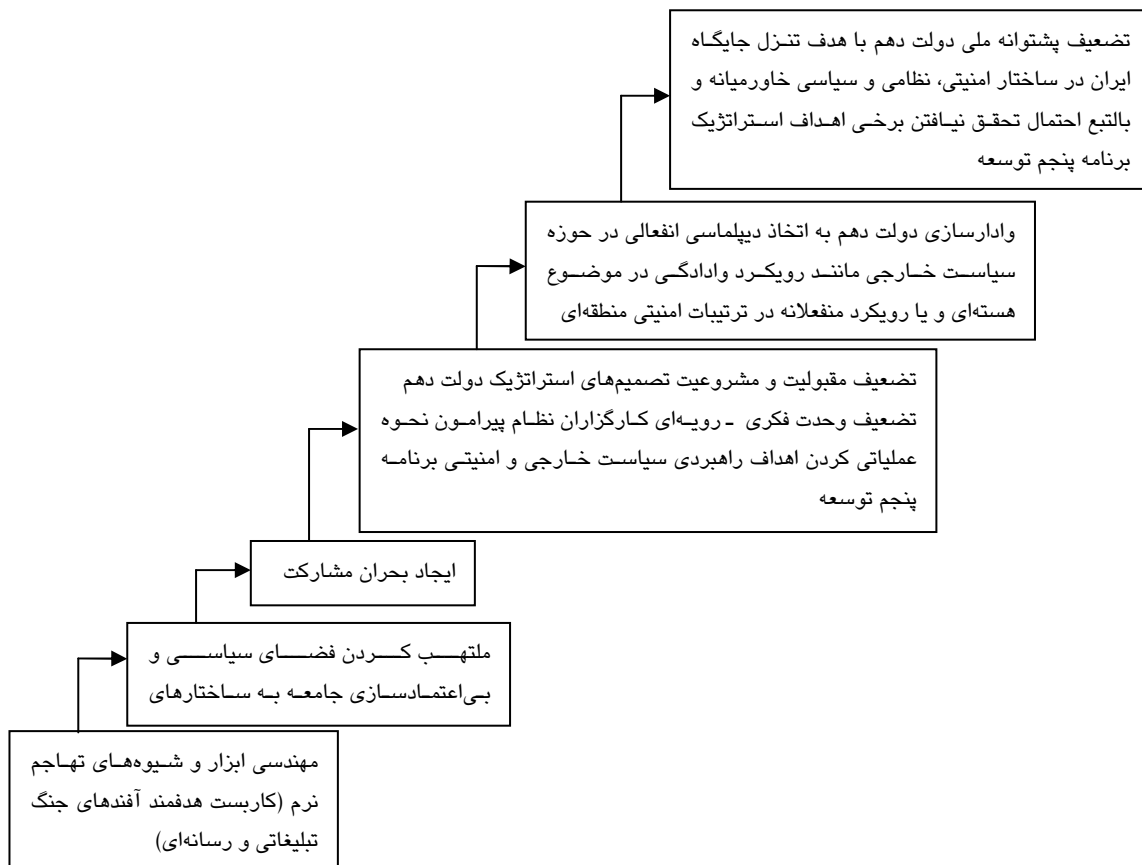 تضعیف پشتوانه ملی دولت دهم با هدف تنزل جایگاه
ایران در ساختار امنیتی، نظامی و سیاسی خاورمیانه و
بالتبع احتمال تحقق نیافتن برخی اهداف استراتژیک
برنامه پنجم توسعه
وادارسازی دولت دهم به اتخاذ دیپلماسی انفعالی در حوزه
سیاست خارجی مانند رویکرد وادادگی در موضوع
هسته‌ای و یا رویکرد منفعلانه در ترتیبات امنیتی منطقه‌ای
تضعیف مقبولیت و مشروعیت تصمیم‌های استراتژیک دولت دهم
تضعیف وحدت فکری ـ رویه‌ای کارگزاران نظام پیرامون نحوه
عملیاتی کردن اهداف راهبردی سیاست خارجی و امنیتی برنامه
پنجم توسعه
ایجاد بحران مشارکت
ملتهب کردن فضای سیاسی و
بی‌اعتمادسازی جامعه به ساختارهای
مهندسی ابزار و شیوه‌های تهاجم
نرم (کاربست هدفمند آفندهای جنگ
تبلیغاتی و رسانه‌ای)